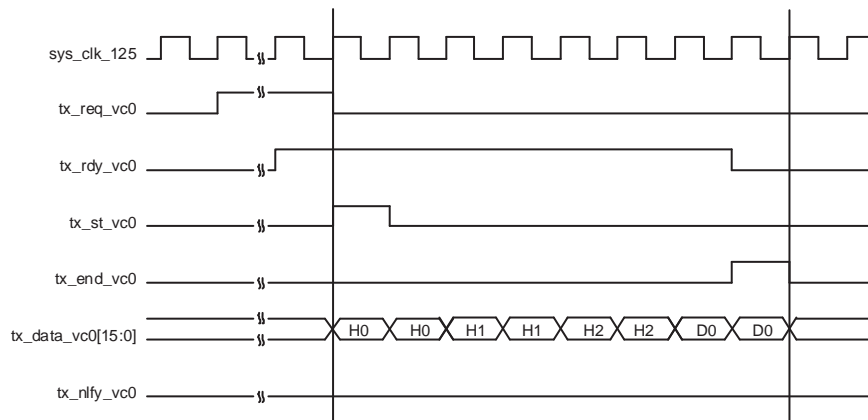 sys_clk_125
tx_req_vc0
tx_rdy_vc0
tx_st_vc0
tx_end_vc0
tx_data_vc0[15:0] H0 H0 H1 H1 H2 H2 D0 D0
tx_nlfy_vc0